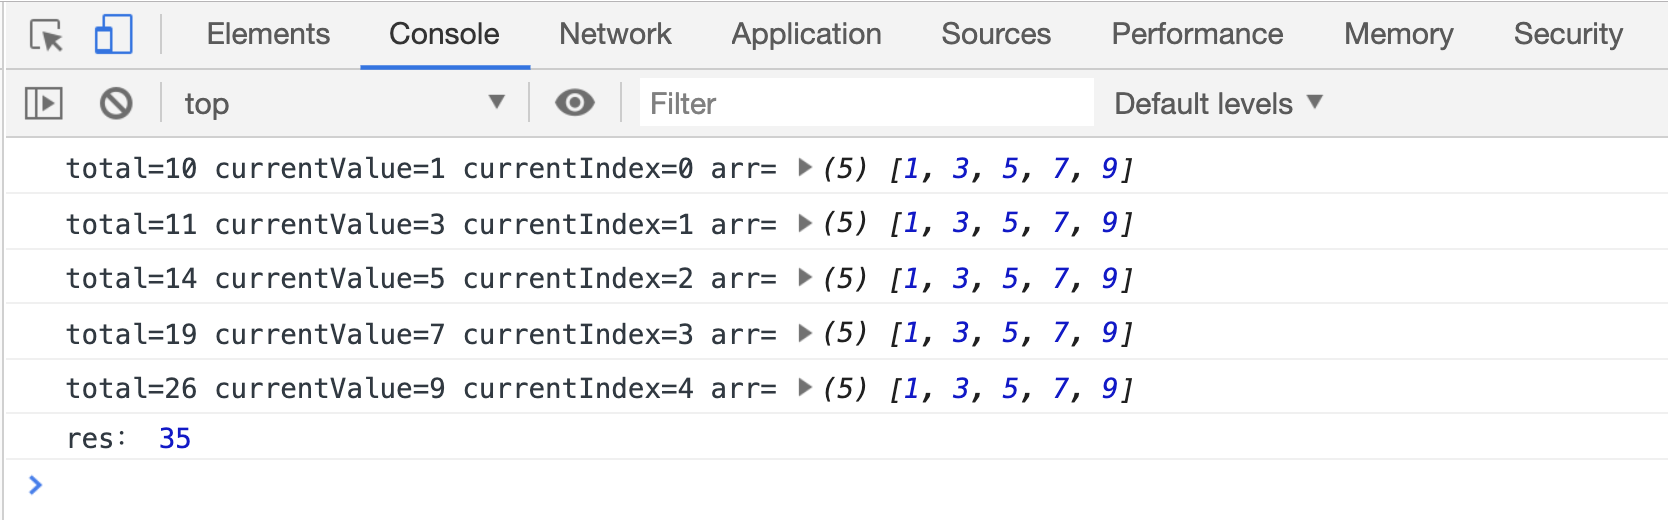 Elements Console Network Application Sources Performance Memory Security
top Filter Default levels
total=10 currentValue=1 currentIndex=0 arr= (5) [1, 3, 5, 7, 9]
total=11 currentValue=3 currentIndex=1 arr= (5) [1, 3, 5, 7, 9]
total=14 currentValue=5 currentIndex=2 arr= (5) [1, 3, 5, 7, 9]
total=19 currentValue=7 currentIndex=3 arr= (5) [1, 3, 5, 7, 9]
total=26 currentValue=9 currentIndex=4 arr= (5) [1, 3, 5, 7, 9]
res： 35